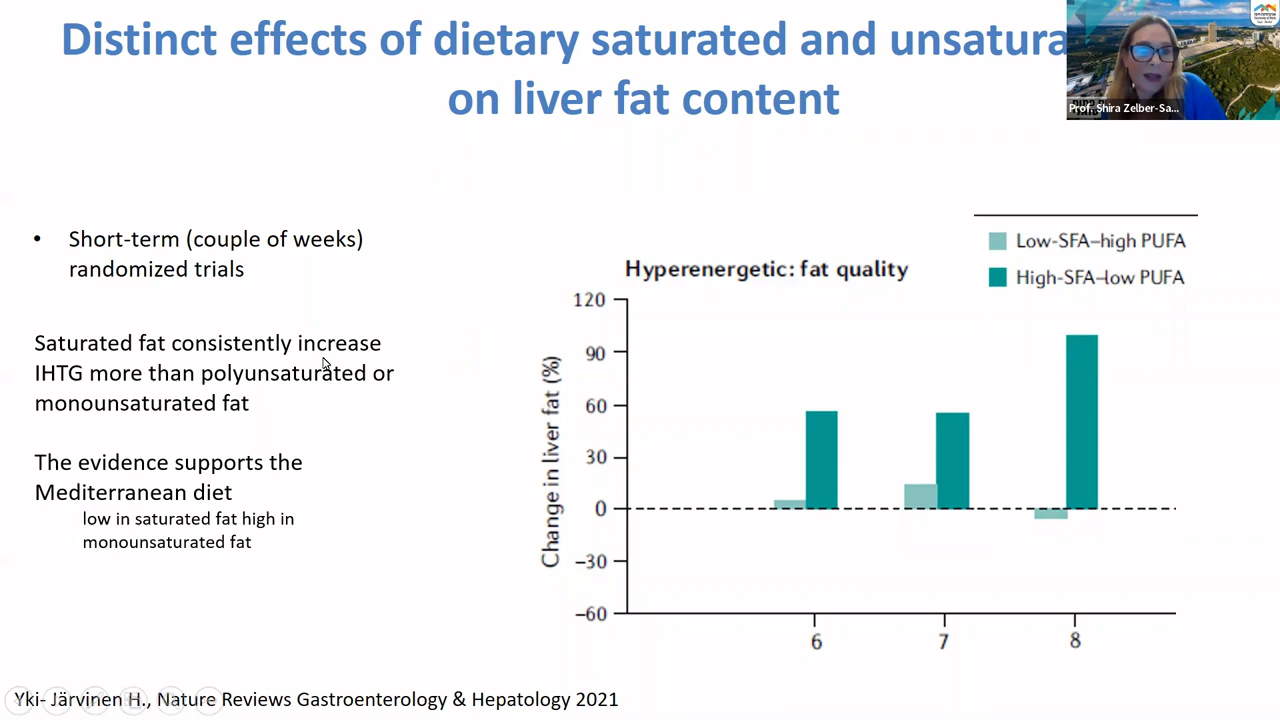 Distinct effects of dietary saturated and unsatura
on liver fat content
Prof. Shira Zelber-Sa...
• Short-term (couple of weeks)
randomized trials
Saturated fat consistently increase
IHTG more than polyunsaturated or
monounsaturated fat
The evidence supports the
Mediterranean diet
low in saturated fat high in
monounsaturated fat
Low-SFA–high PUFA
High-SFA–low PUFA
Hyperenergetic: fat quality
Change in liver fat (%)
120
90
60
30
0
–30
–60
6 7 8
Yki- Järvinen H., Nature Reviews Gastroenterology & Hepatology 2021